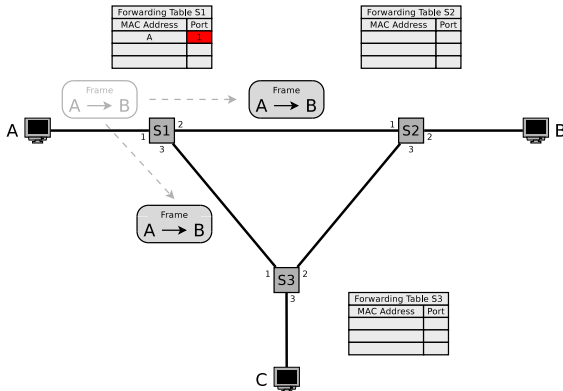 Forwarding Table S1
MAC Address Port
A 1
Forwarding Table S2
MAC Address Port
Frame
A B
Frame
A B
A
1
S1
2
3
1
S2
2
3
B
Frame
A B
1
S3
2
3
Forwarding Table S3
MAC Address Port
C